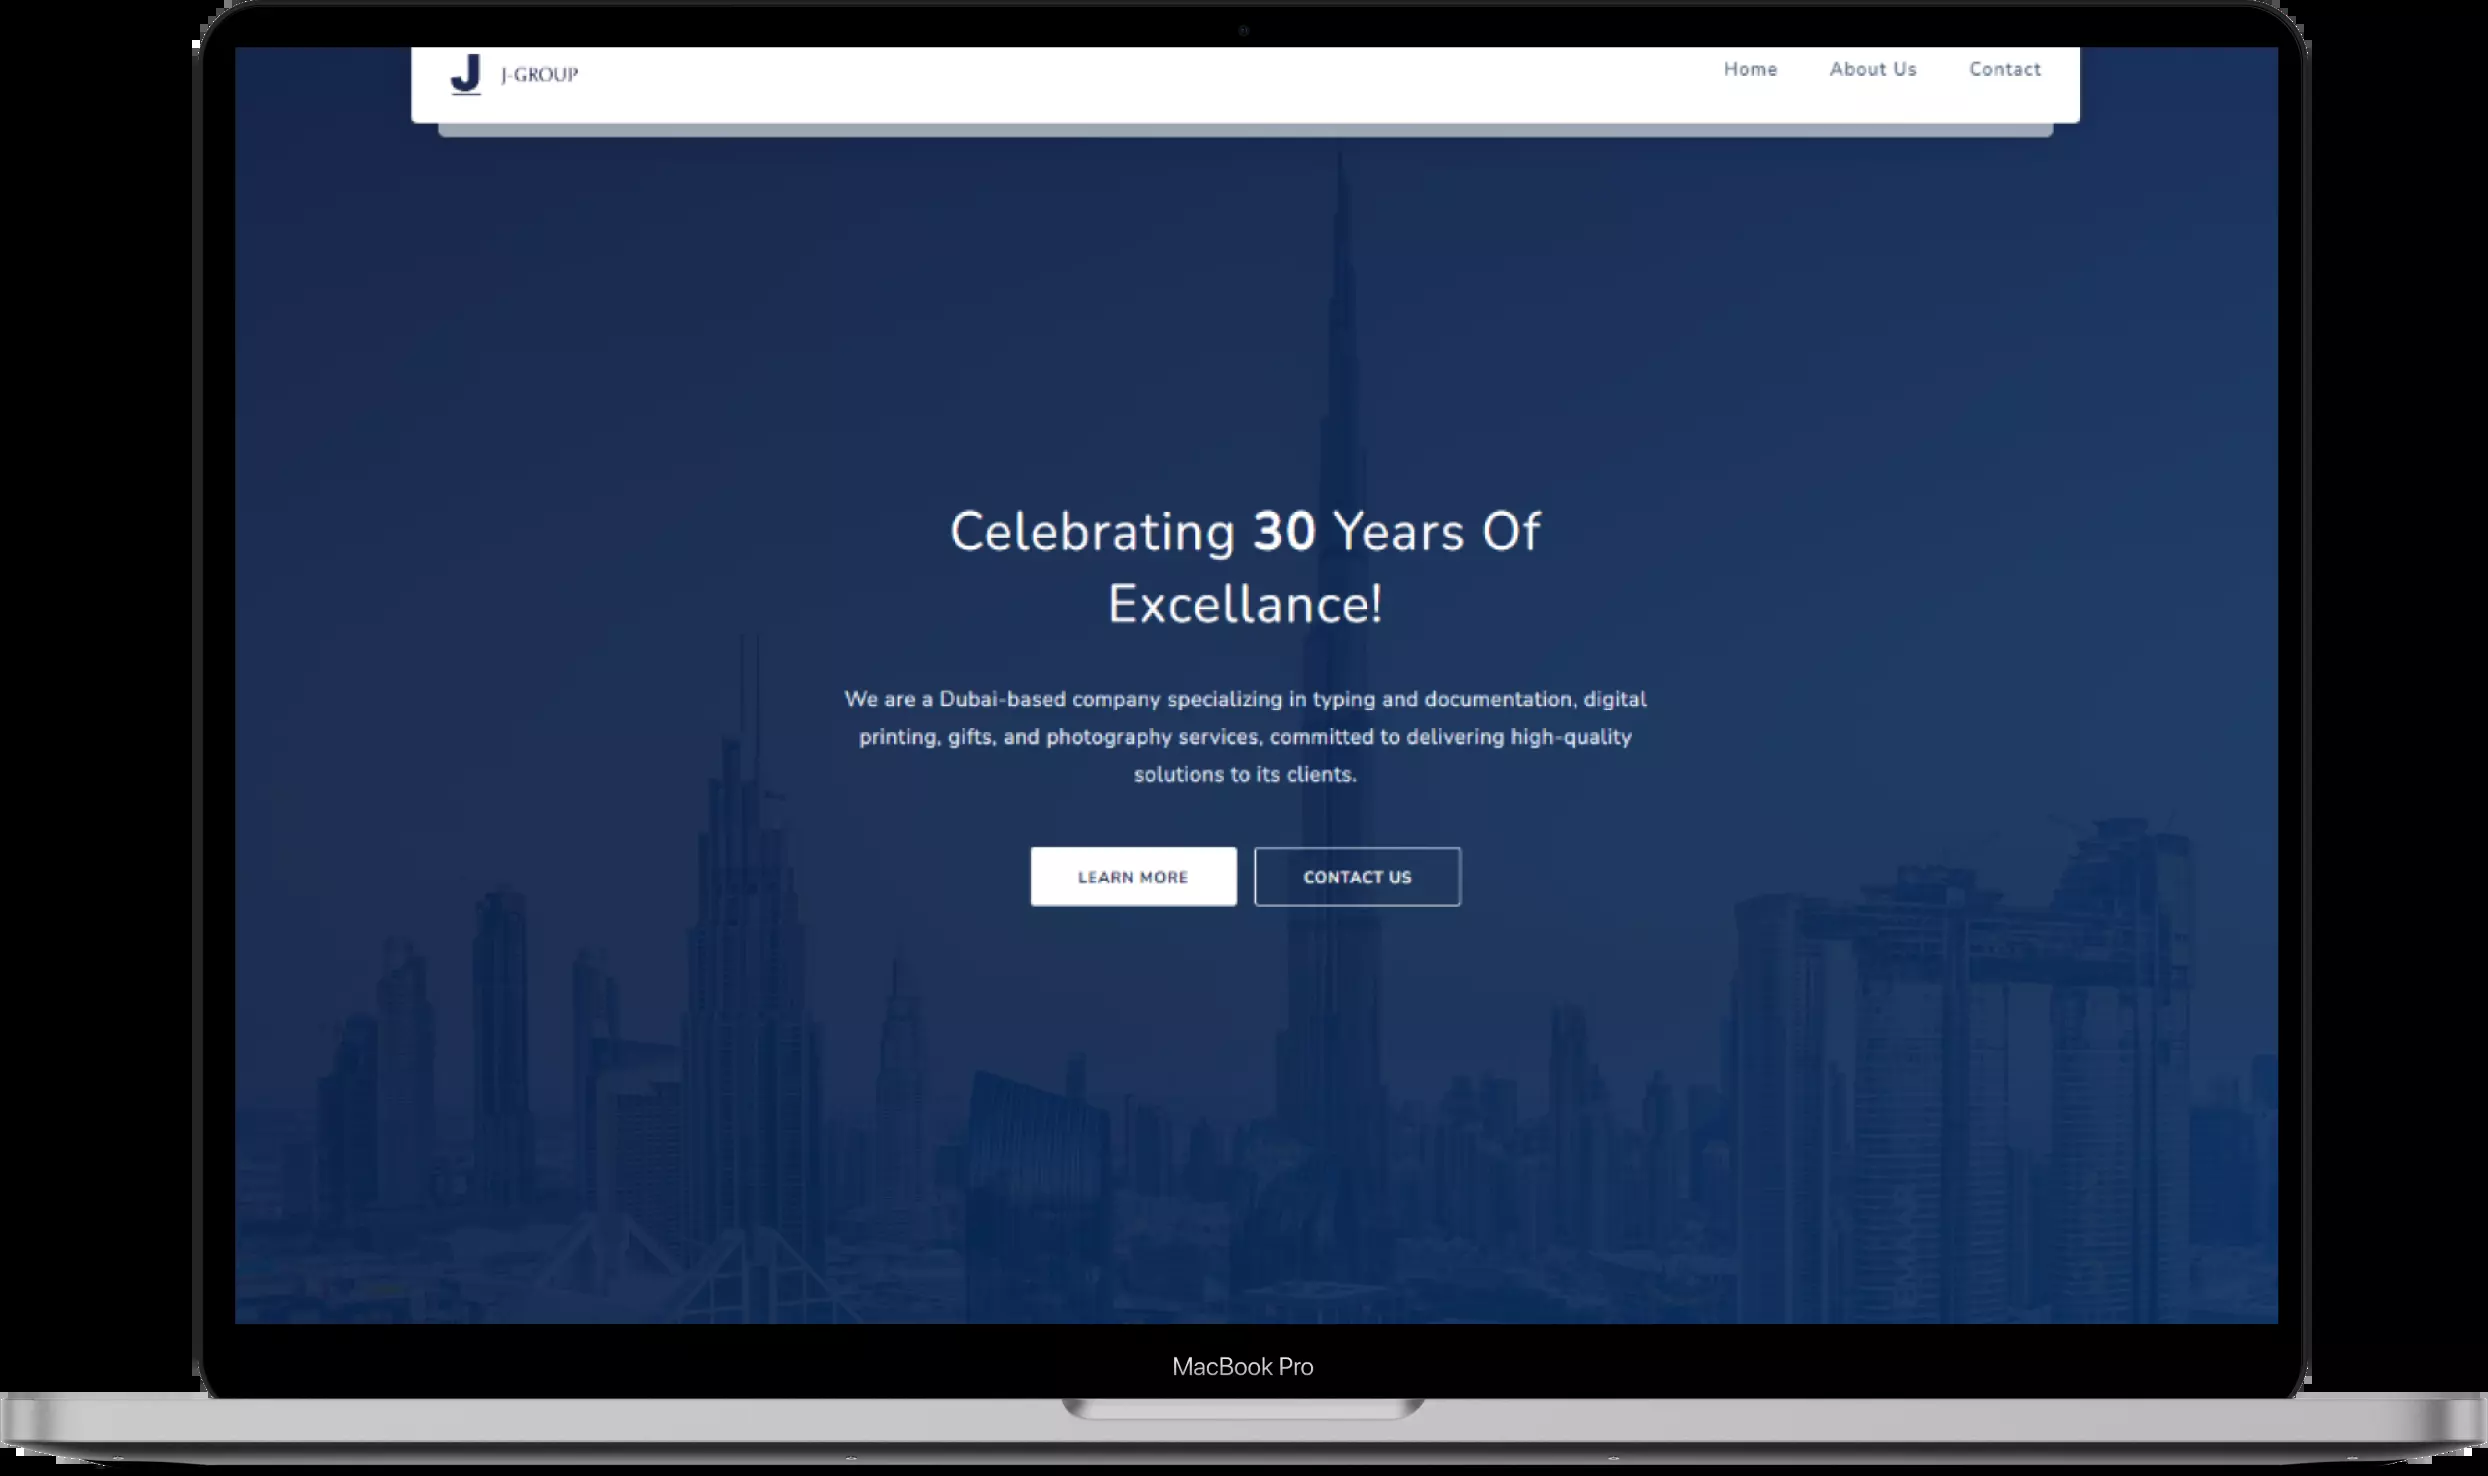 J J-GROUP Home About Us Contact
Celebrating 30 Years Of
Excellance!
We are a Dubai-based company specializing in typing and documentation, digital
printing, gifts, and photography services, committed to delivering high-quality
solutions to its clients.
LEARN MORE CONTACT US
EMAAR
MacBook Pro